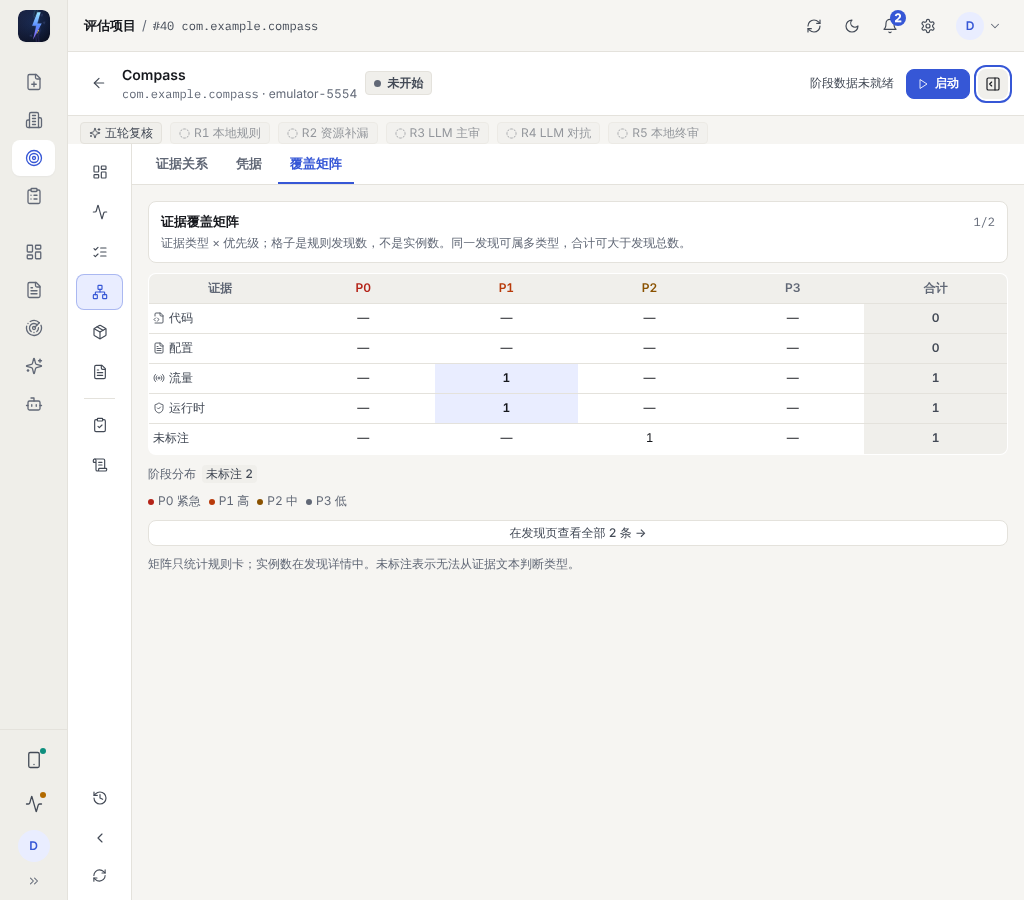 评估项目 / #40 com.example.compass
2
D
Compass
com.example.compass · emulator-5554
未开始
阶段数据未就绪
启动
五轮复核
R1 本地规则
R2 资源补漏
R3 LLM 主审
R4 LLM 对抗
R5 本地终审
证据关系 凭据 覆盖矩阵
证据覆盖矩阵 1/2
证据类型 × 优先级；格子是规则发现数，不是实例数。同一发现可属多类型，合计可大于发现总数。
证据 P0 P1 P2 P3 合计
代码 — — — — 0
配置 — — — — 0
流量 — 1 — — 1
运行时 — 1 — — 1
未标注 — — 1 — 1
阶段分布 未标注 2
P0 紧急 P1 高 P2 中 P3 低
在发现页查看全部 2 条 →
矩阵只统计规则卡；实例数在发现详情中。未标注表示无法从证据文本判断类型。
D